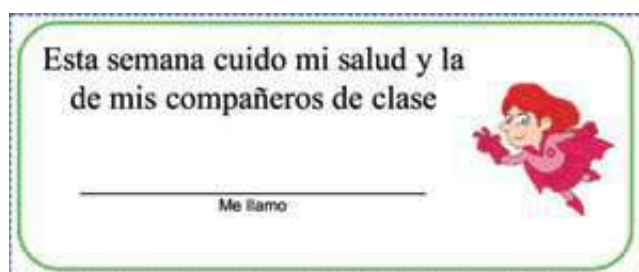 Esta semana cuido mi salud y la
de mis compañeros de clase
Me llamo